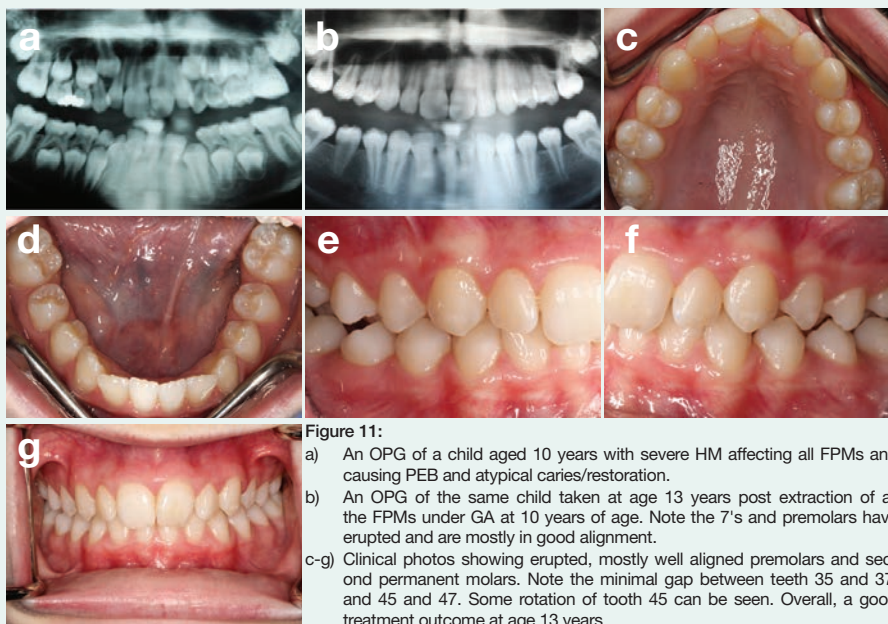 a
b
c
d
e
f
g
Figure 11:
a) An OPG of a child aged 10 years with severe HM affecting all FPMs an
causing PEB and atypical caries/restoration.
b) An OPG of the same child taken at age 13 years post extraction of a
the FPMs under GA at 10 years of age. Note the 7's and premolars hav
erupted and are mostly in good alignment.
c-g) Clinical photos showing erupted, mostly well aligned premolars and sec
ond permanent molars. Note the minimal gap between teeth 35 and 37
and 45 and 47. Some rotation of tooth 45 can be seen. Overall, a goo
treatment outcome at age 13 years